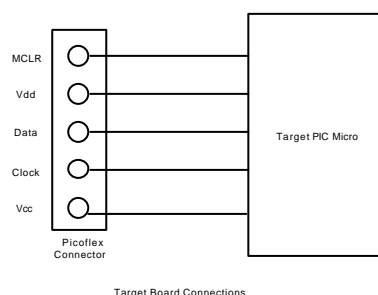 MCLR
Vdd
Data
Clock
Vcc
Target PIC Micro
Picoflex
Connector
Target Board Connections